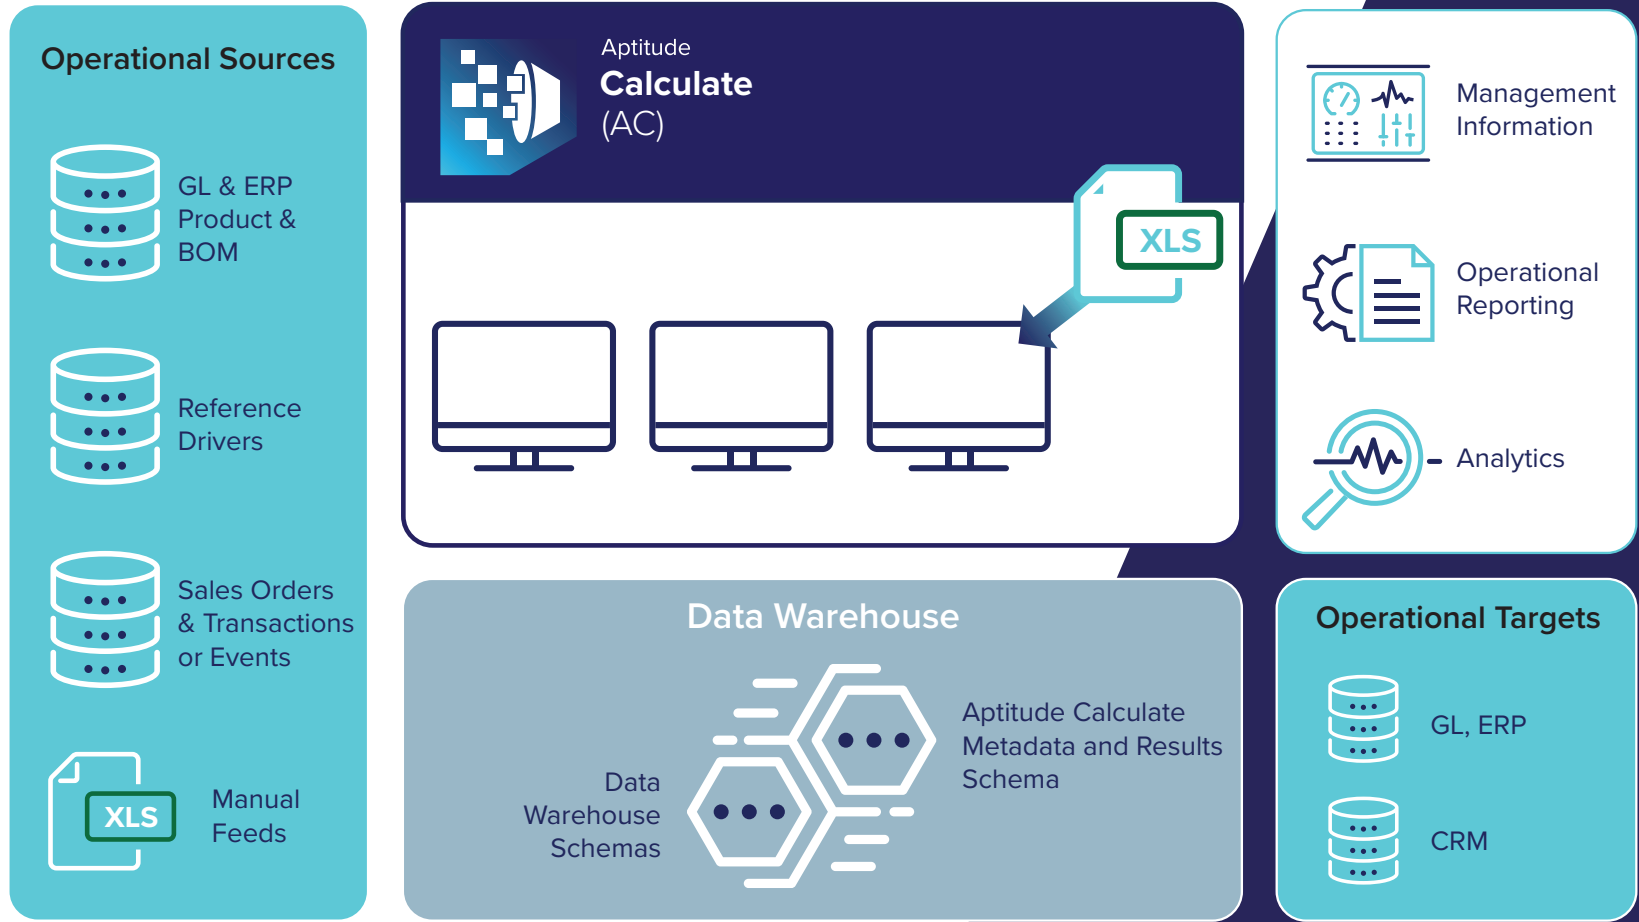 Operational Sources
GL & ERP
Product &
BOM
Reference
Drivers
Sales Orders
& Transactions
or Events
XLS
Manual
Feeds
Aptitude
Calculate
(AC)
XLS
Data Warehouse
Data
Warehouse
Schemas
Aptitude Calculate
Metadata and Results
Schema
Management
Information
Operational
Reporting
Analytics
Operational Targets
GL, ERP
CRM